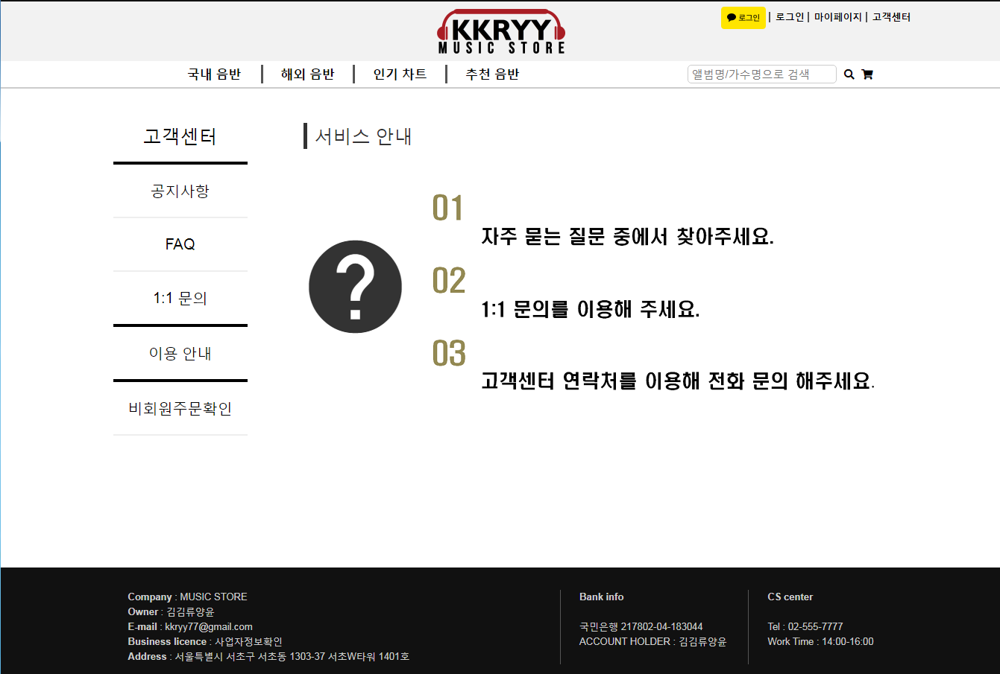 로그인 | 로그인 | 마이페이지 | 고객센터
KKRYY
MUSIC STORE
국내 음반 해외 음반 인기 차트 추천 음반 앨범명/가수명으로 검색
고객센터
공지사항
FAQ
1:1 문의
이용 안내
비회원주문확인
서비스 안내
01
자주 묻는 질문 중에서 찾아주세요.
02
1:1 문의를 이용해 주세요.
03
고객센터 연락처를 이용해 전화 문의 해주세요.
Company : MUSIC STORE
Owner : 김김류양윤
E-mail : kkryy77@gmail.com
Business licence : 사업자정보확인
Address : 서울특별시 서초구 서초동 1303-37 서초W타워 1401호
Bank info
국민은행 217802-04-183044
ACCOUNT HOLDER : 김김류양윤
CS center
Tel : 02-555-7777
Work Time : 14:00-16:00